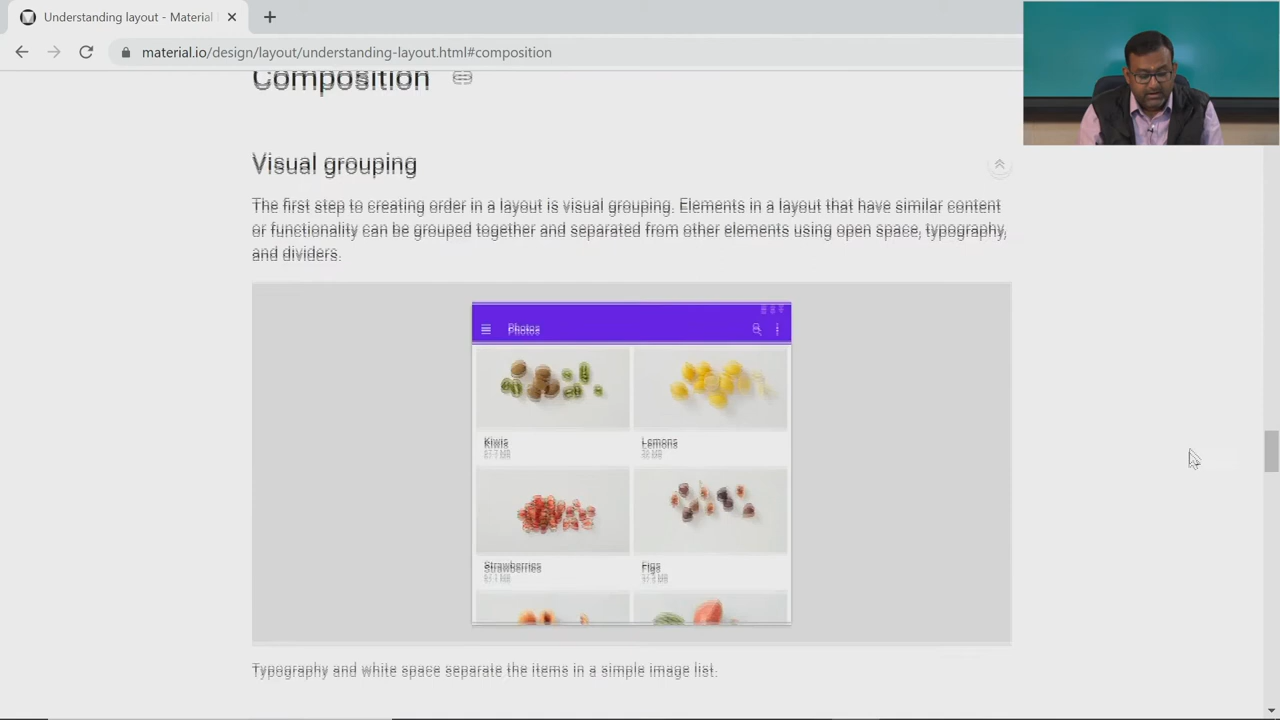 Understanding layout - Material
material.io/design/layout/understanding-layout.html#composition
Composition
Visual grouping
The first step to creating order in a layout is visual grouping. Elements in a layout that have similar content
or functionality can be grouped together and separated from other elements using open space, typography,
and dividers.
Photos
Kiwis
Lemons
Strawberries
Figs
Typography and white space separate the items in a simple image list.